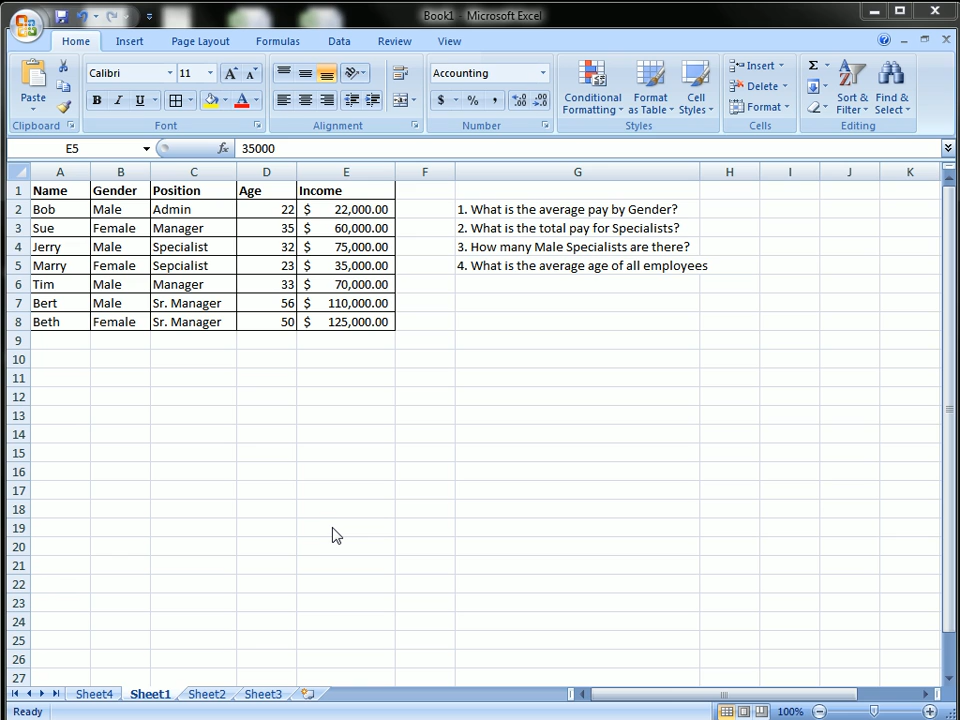 Book1 - Microsoft Excel
Home Insert Page Layout Formulas Data Review View
Paste
Calibri 11 A A
B I U A
Accounting
$ % ,
Conditional Formatting
Format as Table
Cell Styles
Insert
Delete
Format
Σ
Sort & Filter
Find & Select
Clipboard Font Alignment Number Styles Cells Editing
E5 fx 35000
A B C D E F G H I J K
1 Name Gender Position Age Income
2 Bob Male Admin 22 $ 22,000.00 1. What is the average pay by Gender?
3 Sue Female Manager 35 $ 60,000.00 2. What is the total pay for Specialists?
4 Jerry Male Specialist 32 $ 75,000.00 3. How many Male Specialists are there?
5 Marry Female Sepcialist 23 $ 35,000.00 4. What is the average age of all employees
6 Tim Male Manager 33 $ 70,000.00
7 Bert Male Sr. Manager 56 $ 110,000.00
8 Beth Female Sr. Manager 50 $ 125,000.00
9
10
11
12
13
14
15
16
17
18
19
20
21
22
23
24
25
26
27
Sheet4 Sheet1 Sheet2 Sheet3
Ready 100%